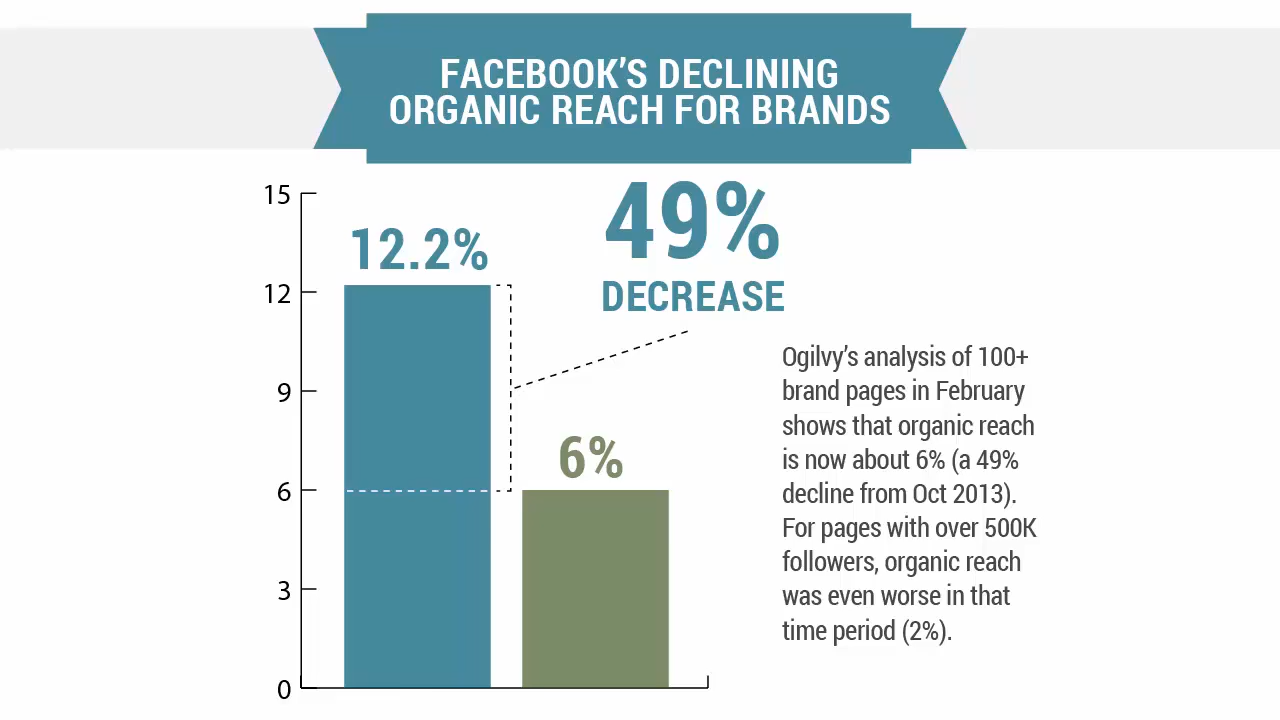 FACEBOOK’S DECLINING
ORGANIC REACH FOR BRANDS
15
12
9
6
3
0
12.2%
6%
49%
DECREASE
Ogilvy’s analysis of 100+
brand pages in February
shows that organic reach
is now about 6% (a 49%
decline from Oct 2013).
For pages with over 500K
followers, organic reach
was even worse in that
time period (2%).